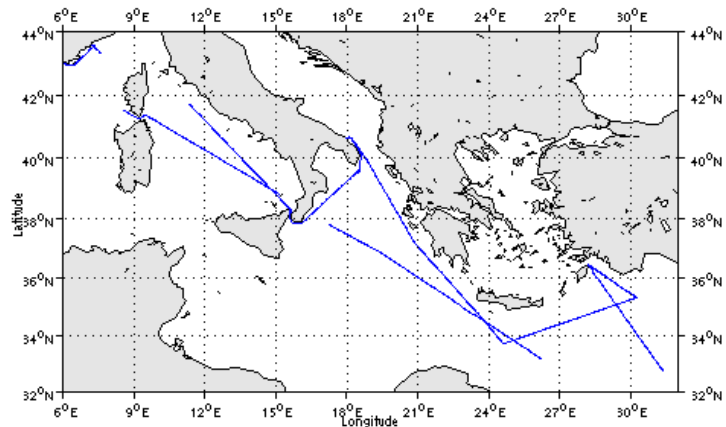 6°E 9°E 12°E 15°E 18°E 21°E 24°E 27°E 30°E
44°N 44°N
42°N 42°N
40°N 40°N
38°N 38°N
36°N 36°N
34°N 34°N
32°N 32°N
Latitude
6°E 9°E 12°E 15°E 18°E 21°E 24°E 27°E 30°E
Longitude